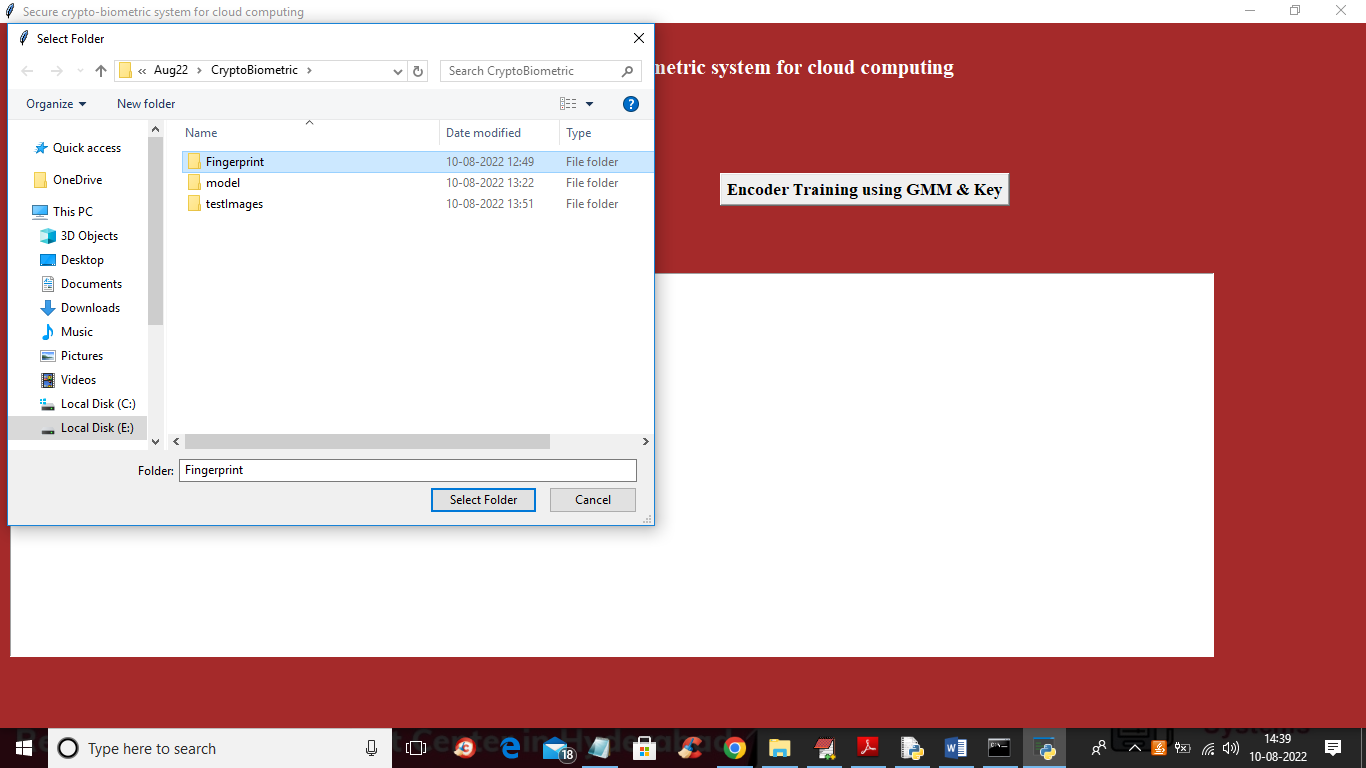 Secure crypto-biometric system for cloud computing
Select Folder
metric system for cloud computing
« Aug22 > CryptoBiometric >
Search CryptoBiometric
Organize
New folder
?
Name
Date modified
Type
Quick access
OneDrive
This PC
3D Objects
Desktop
Documents
Downloads
Music
Pictures
Videos
Local Disk (C:)
Local Disk (E:)
Fingerprint 10-08-2022 12:49 File folder
model 10-08-2022 13:22 File folder
testImages 10-08-2022 13:51 File folder
Encoder Training using GMM & Key
Folder: Fingerprint
Select Folder
Cancel
Type here to search
18
14:39
10-08-2022